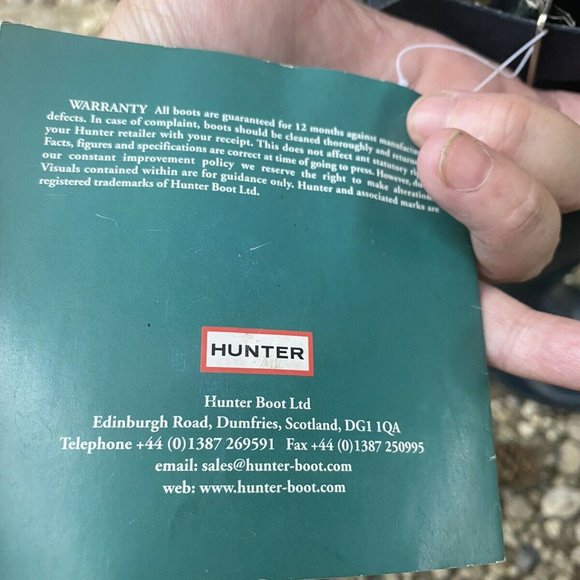 WARRANTY All boots are guaranteed for 12 months against
defects. In case of complaint, boots should be cleaned thoroughly and
your Hunter retailer with your receipt. This does not affect ant statutory
Facts, figures and specifications are correct at time of going to press. However,
our constant improvement policy we reserve the right to make
Visuals contained within are for guidance only. Hunter and associated marks are
registered trademarks of Hunter Boot Ltd.
HUNTER
Hunter Boot Ltd
Edinburgh Road, Dumfries, Scotland, DG1 1QA
Telephone +44 (0)1387 269591 Fax +44 (0)1387 250995
email: sales@hunter-boot.com
web: www.hunter-boot.com